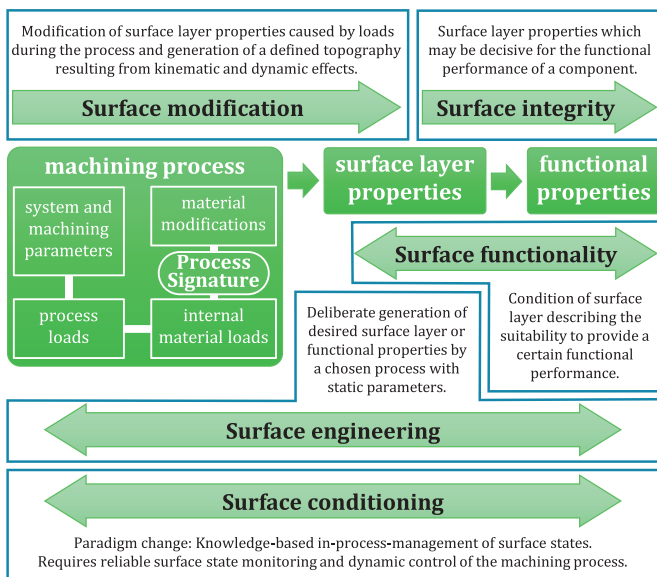 Modification of surface layer properties caused by loads
during the process and generation of a defined topography
resulting from kinematic and dynamic effects.
Surface modification
Surface layer properties which
may be decisive for the functional
performance of a component.
Surface integrity
machining process
system and
machining
parameters
material
modifications
Process
Signature
process
loads
internal
material loads
surface layer
properties
functional
properties
Surface functionality
Deliberate generation of
desired surface layer or
functional properties by
a chosen process with
static parameters.
Condition of surface
layer describing the
suitability to provide a
certain functional
performance.
Surface engineering
Surface conditioning
Paradigm change: Knowledge-based in-process-management of surface states.
Requires reliable surface state monitoring and dynamic control of the machining process.